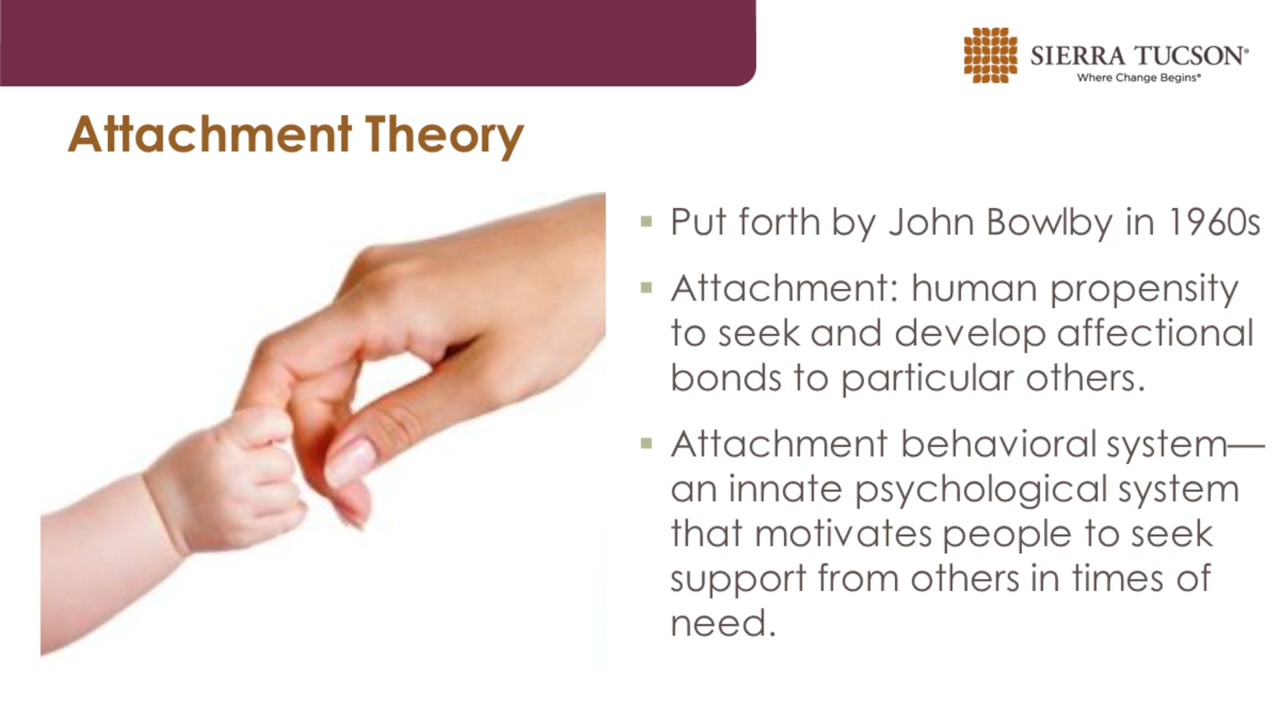 SIERRA TUCSON®
Where Change Begins®
Attachment Theory
▪ Put forth by John Bowlby in 1960s
▪ Attachment: human propensity
to seek and develop affectional
bonds to particular others.
▪ Attachment behavioral system—
an innate psychological system
that motivates people to seek
support from others in times of
need.